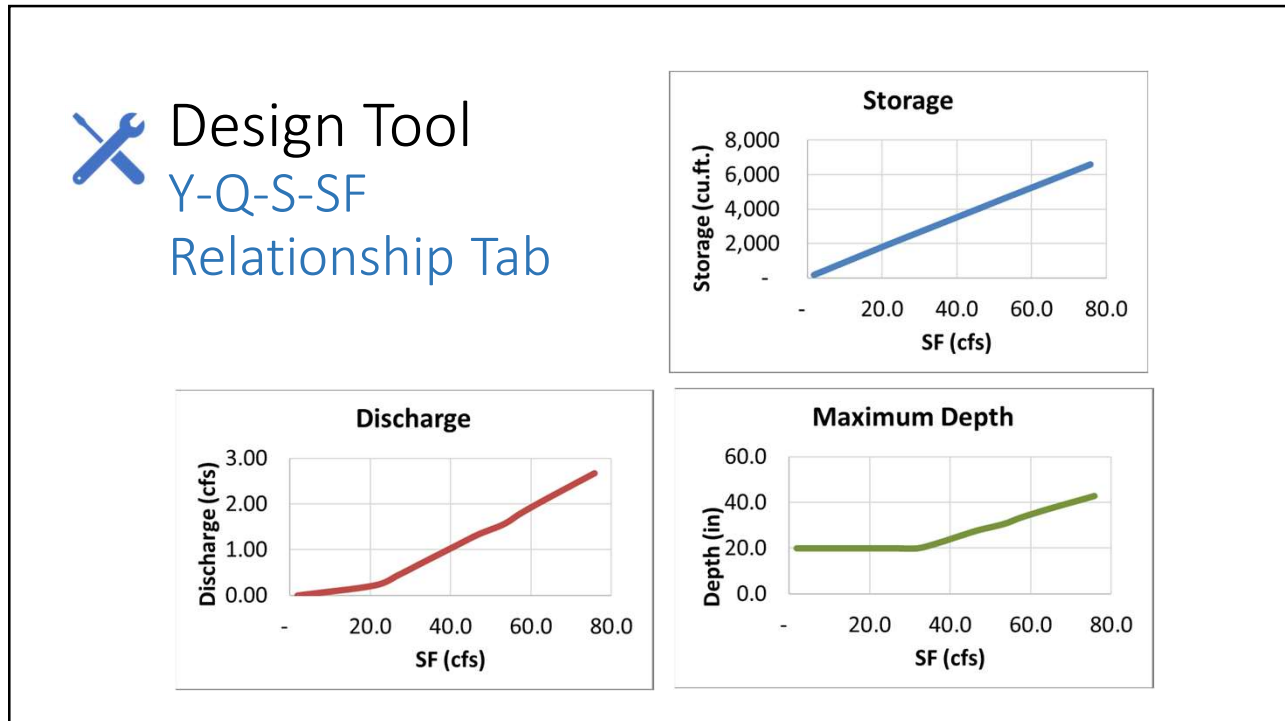 Design Tool
Y-Q-S-SF
Relationship Tab
Storage
Storage (cu.ft.)
8,000
6,000
4,000
2,000
-
- 20.0 40.0 60.0 80.0
SF (cfs)
Discharge
Discharge (cfs)
3.00
2.00
1.00
0.00
- 20.0 40.0 60.0 80.0
SF (cfs)
Maximum Depth
Depth (in)
60.0
40.0
20.0
0.0
- 20.0 40.0 60.0 80.0
SF (cfs)